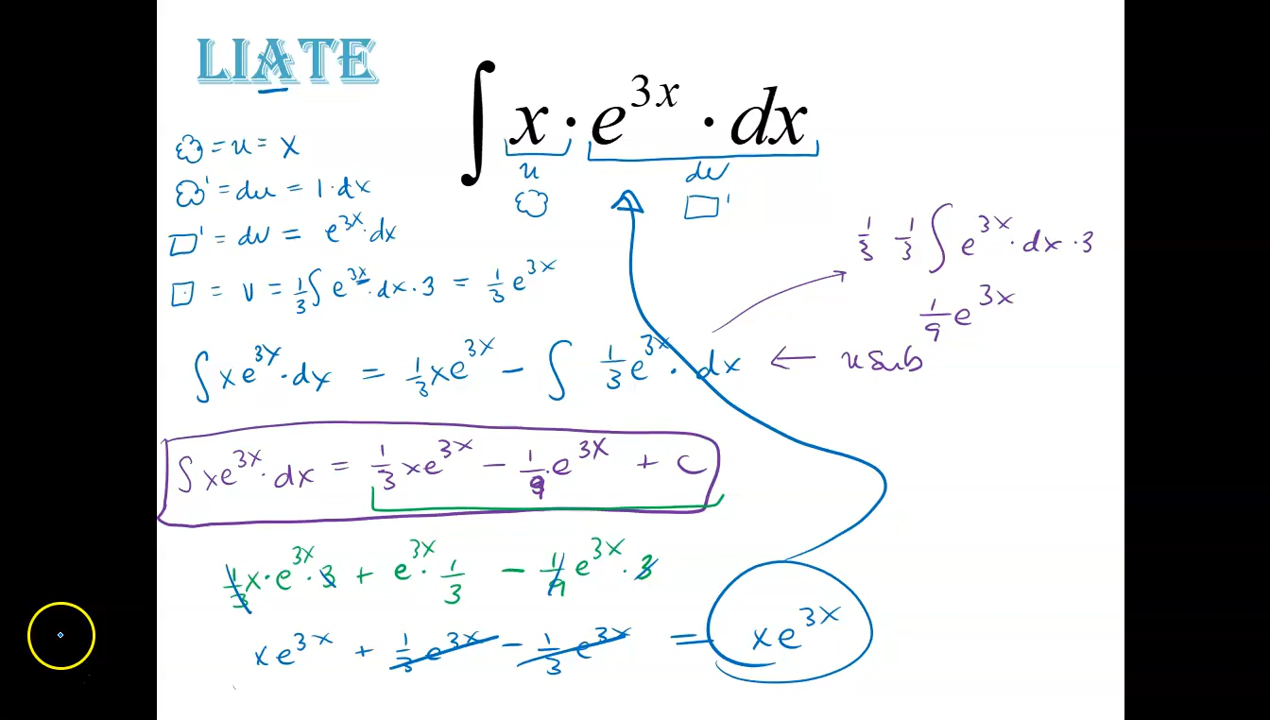 LIATE
∫ x · e^{3x} · dx
u dv
□'
= u = x
' = du = 1 · dx
□' = dv = e^{3x} · dx
□ = v = 1/3 ∫ e^{3x} · dx · 3 = 1/3 e^{3x}
1/3 1/3 ∫ e^{3x} · dx · 3
1/9 e^{3x}
∫ xe^{3x} · dx = 1/3 xe^{3x} − ∫ 1/3 e^{3x} · dx ← u sub
∫ xe^{3x} · dx = 1/3 xe^{3x} − 1/9 e^{3x} + C
1/3 x · e^{3x} · 3 + e^{3x} · 1/3 − 1/9 e^{3x} · 3
xe^{3x} + 1/3 e^{3x} − 1/3 e^{3x} = xe^{3x}